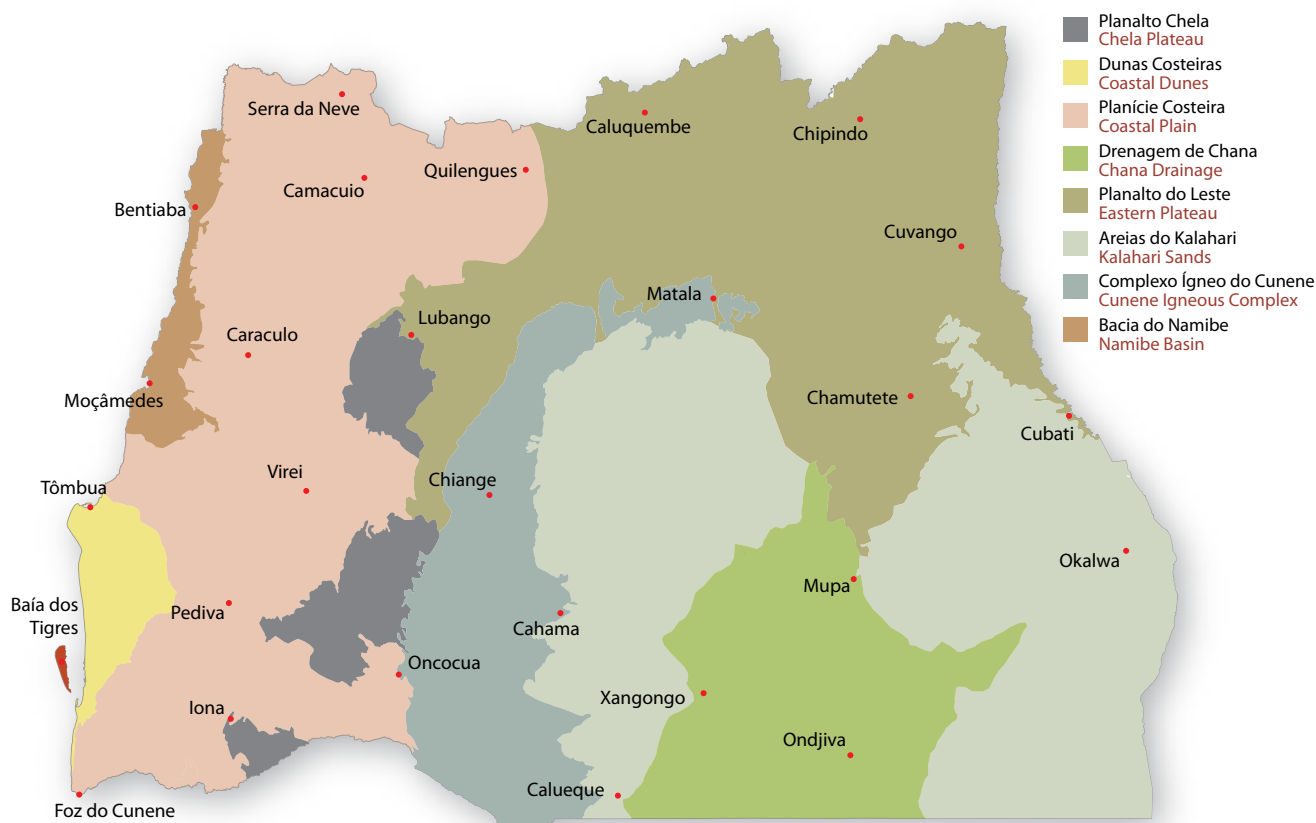 Planalto Chela
Chela Plateau
Dunas Costeiras
Coastal Dunes
Planície Costeira
Coastal Plain
Drenagem de Chana
Chana Drainage
Planalto do Leste
Eastern Plateau
Areias do Kalahari
Kalahari Sands
Complexo Ígneo do Cunene
Cunene Igneous Complex
Bacia do Namibe
Namibe Basin
Serra da Neve
Caluquembe
Chipindo
Quilengues
Camacuio
Bentiaba
Cuvango
Matala
Lubango
Caraculo
Moçâmedes
Chamutete
Cubati
Virei
Chiange
Tômbua
Okalwa
Mupa
Baía dos
Tigres
Pediva
Cahama
Oncocua
Xangongo
Iona
Ondjiva
Calueque
Foz do Cunene